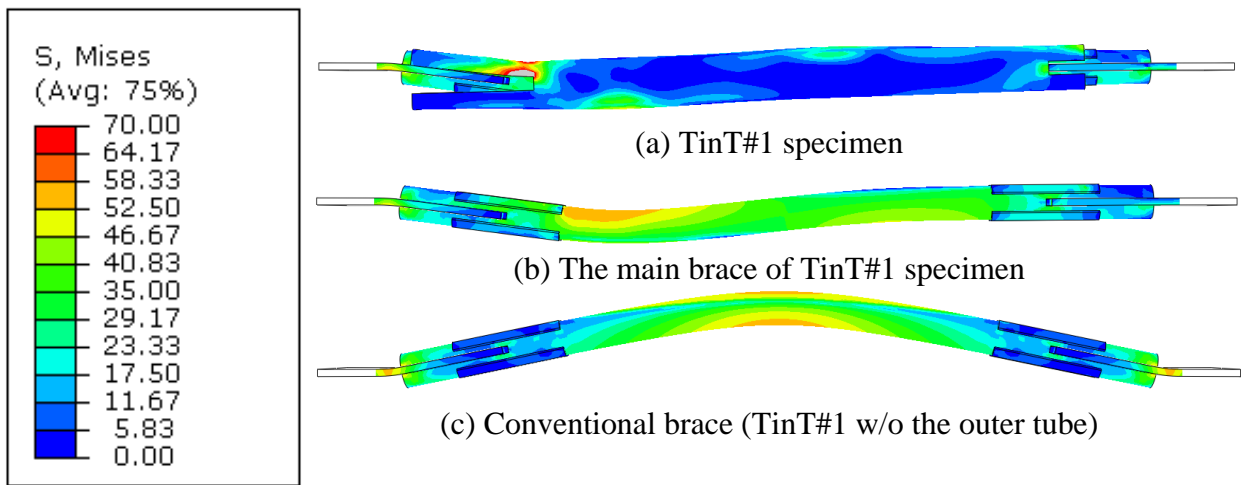 S, Mises
(Avg: 75%)
70.00
64.17
58.33
52.50
46.67
40.83
35.00
29.17
23.33
17.50
11.67
5.83
0.00
(a) TinT#1 specimen
(b) The main brace of TinT#1 specimen
(c) Conventional brace (TinT#1 w/o the outer tube)